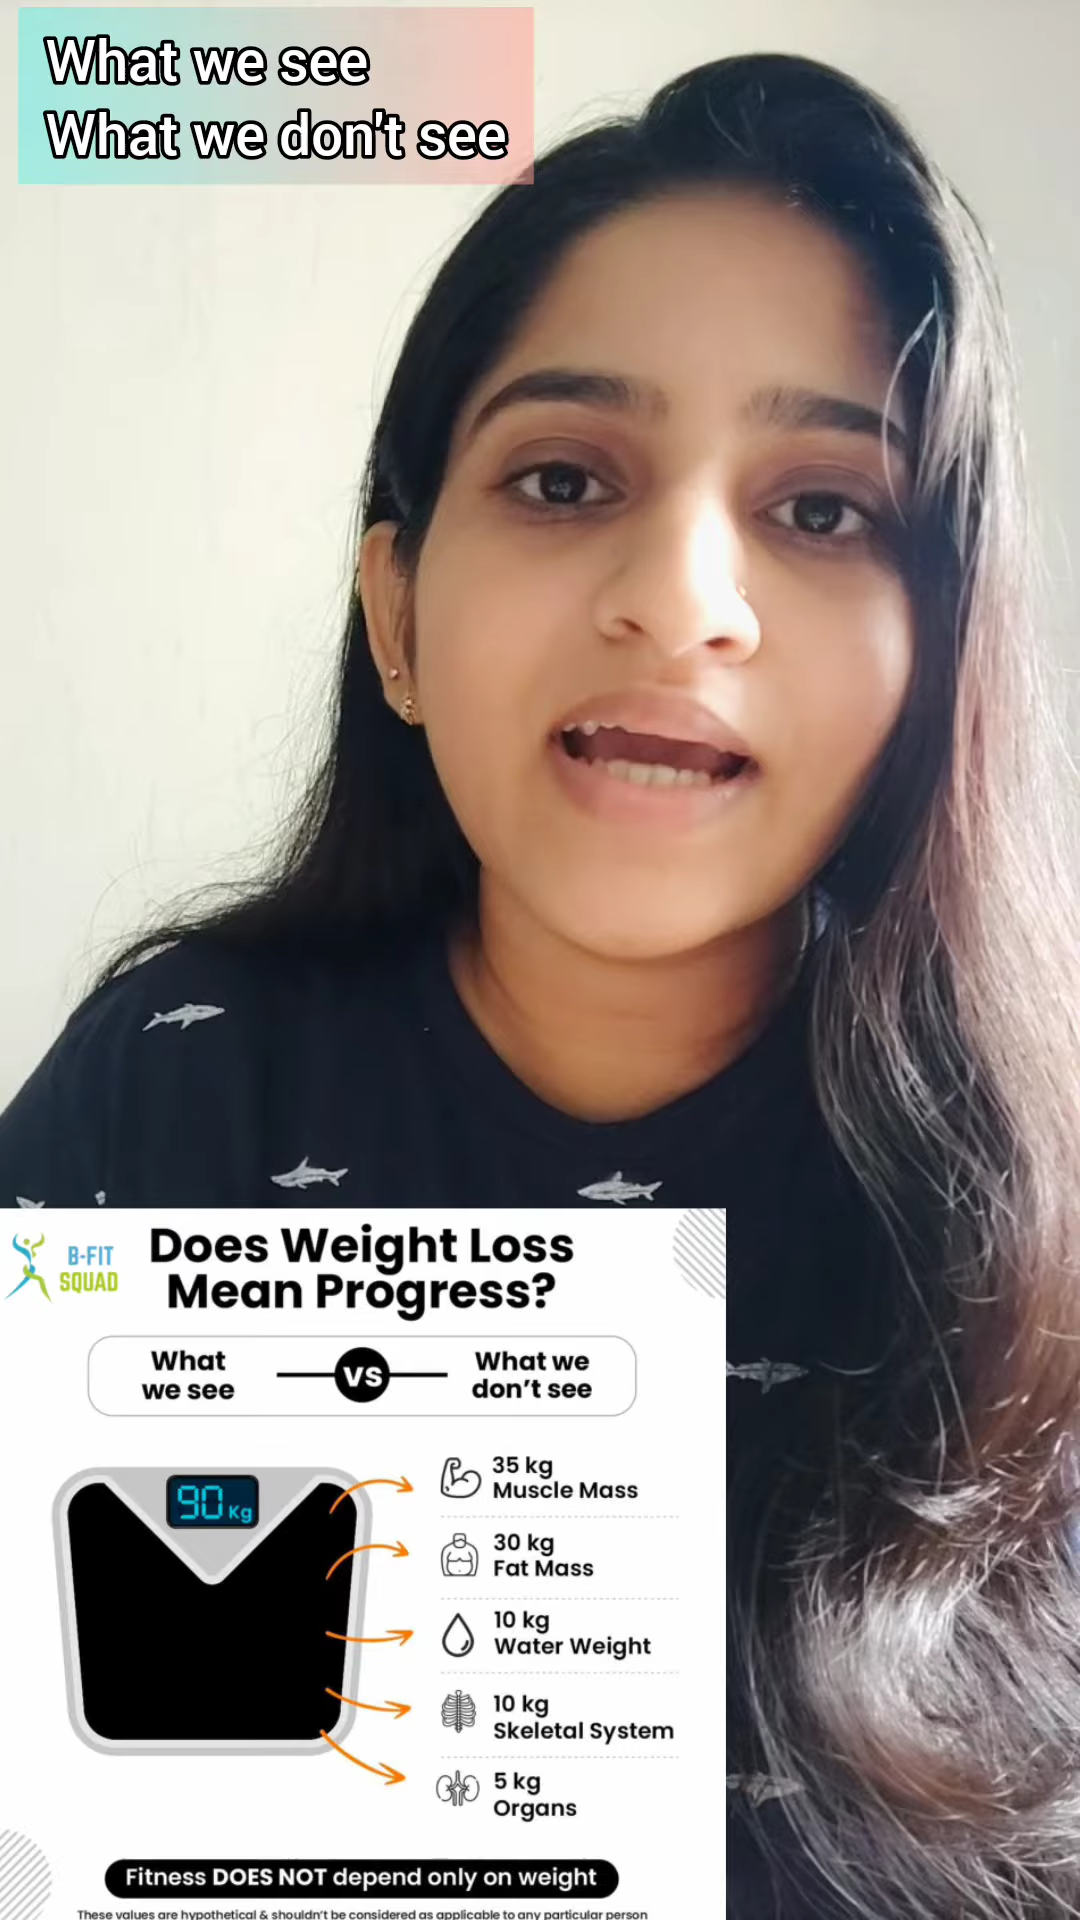 What we see
What we don't see
B-FIT
SQUAD
Does Weight Loss
Mean Progress?
What
we see
VS
What we
don't see
90 Kg
35 kg
Muscle Mass
30 kg
Fat Mass
10 kg
Water Weight
10 kg
Skeletal System
5 kg
Organs
Fitness DOES NOT depend only on weight
These values are hypothetical & shouldn't be considered as applicable to any particular person